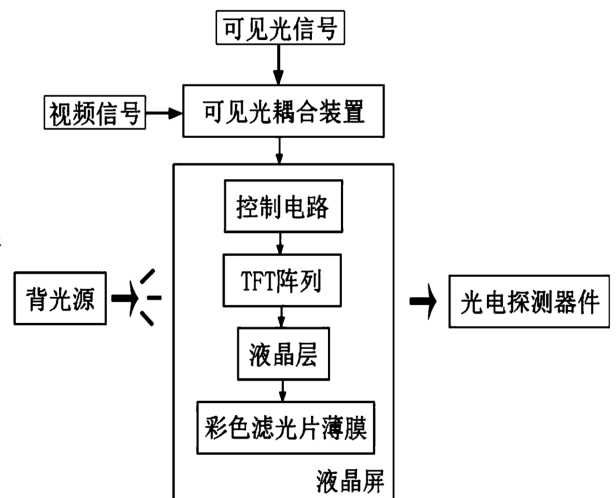 可见光信号
视频信号
可见光耦合装置
控制电路
TFT阵列
背光源
光电探测器件
液晶层
彩色滤光片薄膜
液晶屏